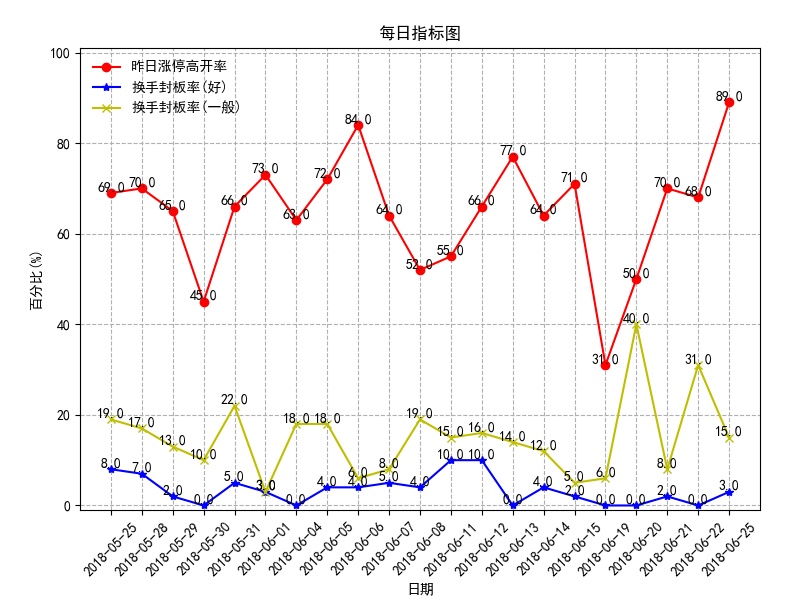 每日指标图
昨日涨停高开率
换手封板率(好)
换手封板率(一般)
百分比(%)
100
80
60
40
20
0
69.0 70.0 65.0 45.0 66.0 73.0 63.0 72.0 84.0 64.0 52.0 55.0 66.0 77.0 64.0 71.0 31.0 50.0 70.0 68.0 89.0
19.0 17.0 13.0 10.0 22.0 3.0 18.0 18.0 6.0 8.0 19.0 15.0 16.0 14.0 12.0 5.0 6.0 40.0 8.0 31.0 15.0
8.0 7.0 2.0 0.0 5.0 3.0 0.0 4.0 4.0 5.0 4.0 10.0 10.0 0.0 4.0 2.0 0.0 0.0 2.0 0.0 3.0
2018-05-25 2018-05-28 2018-05-29 2018-05-30 2018-05-31 2018-06-01 2018-06-04 2018-06-05 2018-06-06 2018-06-07 2018-06-08 2018-06-11 2018-06-12 2018-06-13 2018-06-14 2018-06-15 2018-06-19 2018-06-20 2018-06-21 2018-06-22 2018-06-25
日期